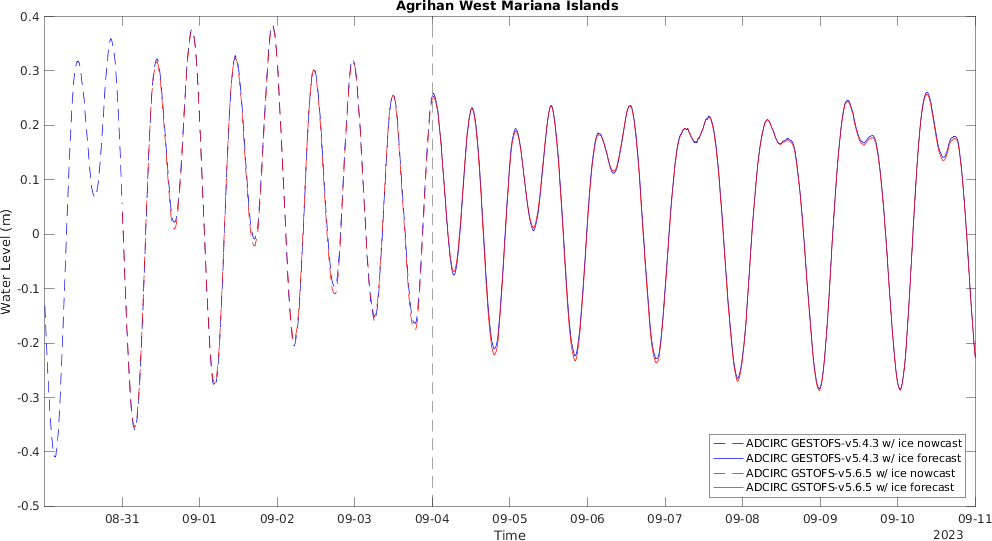 Agrihan West Mariana Islands
0.4
0.3
0.2
0.1
0
-0.1
-0.2
-0.3
-0.4
-0.5
Water Level (m)
ADCIRC GESTOFS-v5.4.3 w/ ice nowcast
ADCIRC GESTOFS-v5.4.3 w/ ice forecast
ADCIRC GSTOFS-v5.6.5 w/ ice nowcast
ADCIRC GSTOFS-v5.6.5 w/ ice forecast
08-31 09-01 09-02 09-03 09-04 09-05 09-06 09-07 09-08 09-09 09-10 09-11
Time
2023